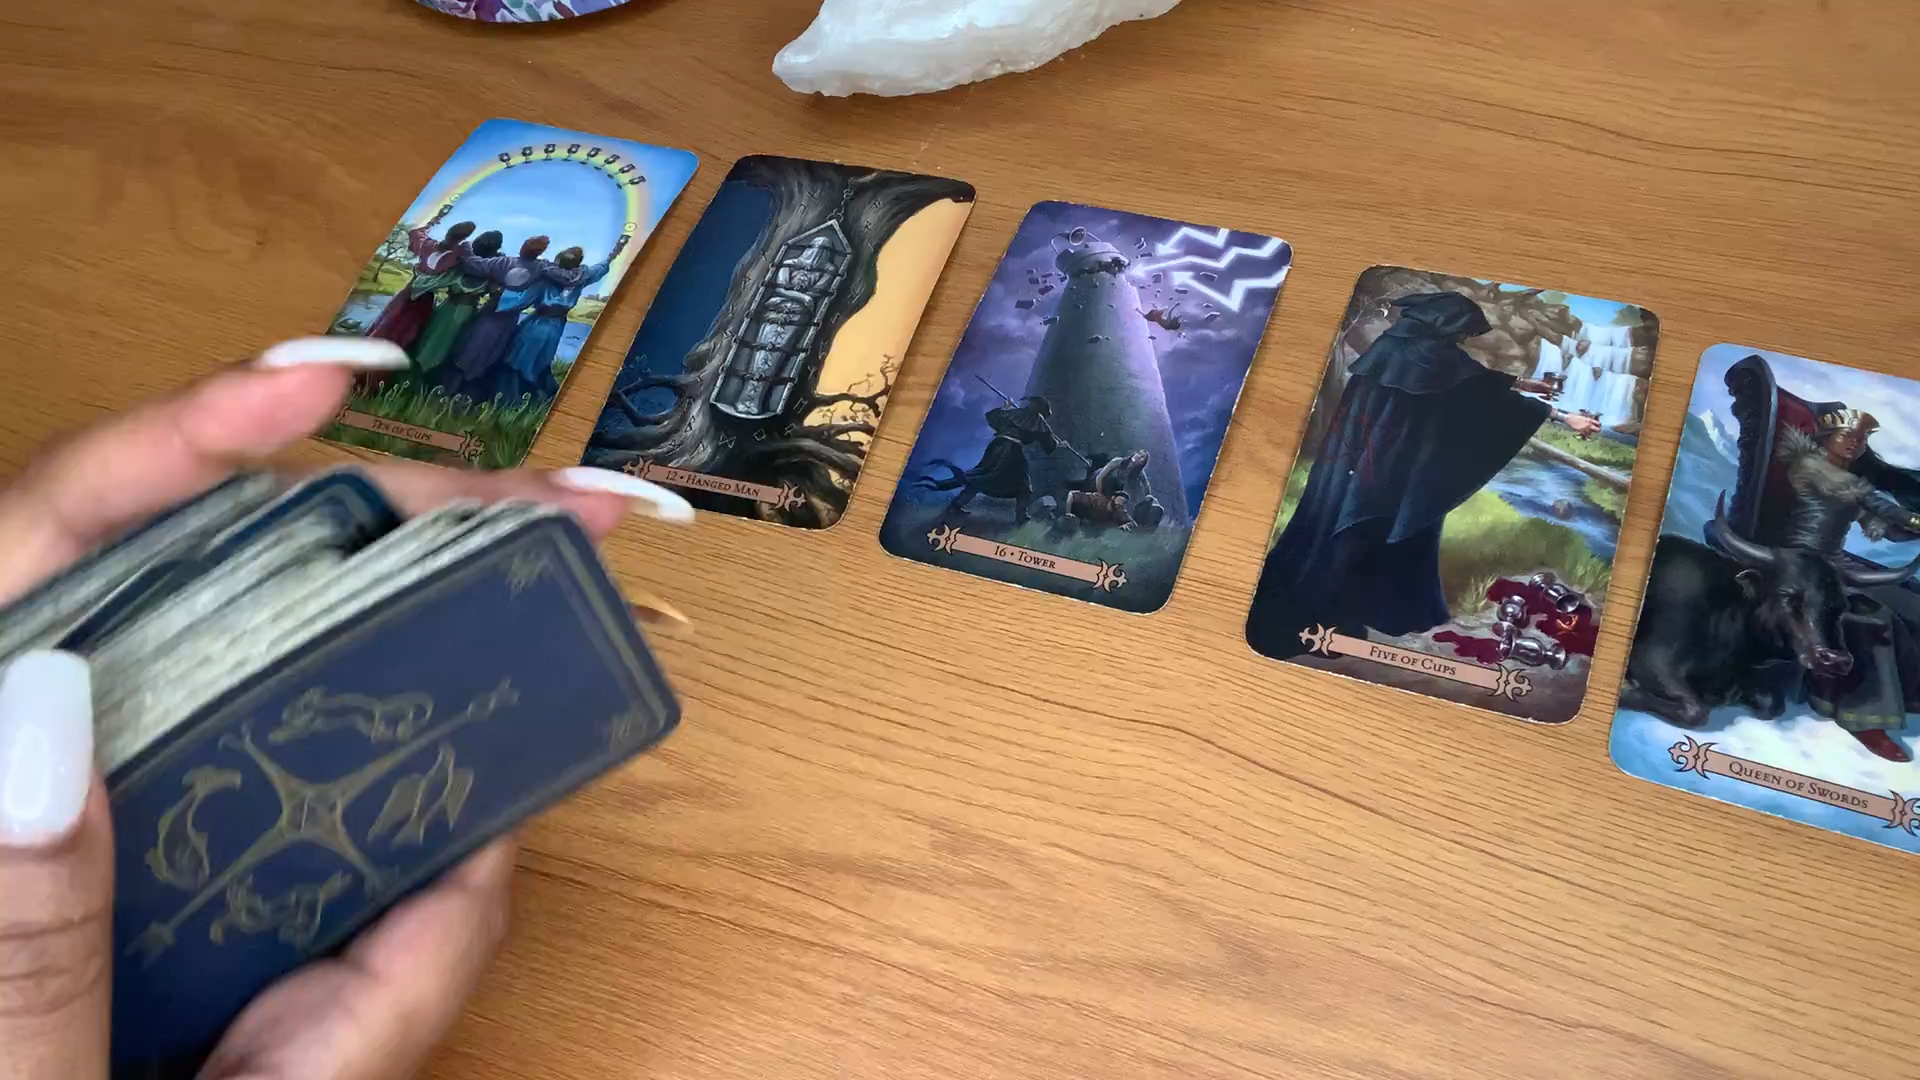 TEN OF CUPS
12 • HANGED MAN
16 • TOWER
FIVE OF CUPS
QUEEN OF SWORDS